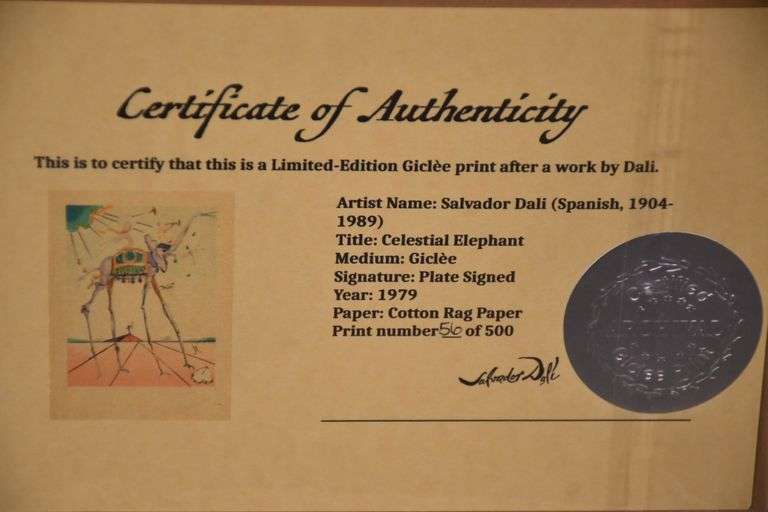 Certificate of Authenticity
This is to certify that this is a Limited-Edition Giclèe print after a work by Dali.
Artist Name: Salvador Dali (Spanish, 1904-
1989)
Title: Celestial Elephant
Medium: Giclèe
Signature: Plate Signed
Year: 1979
Paper: Cotton Rag Paper
Print number 56 of 500
Salvador Dalí
Certified